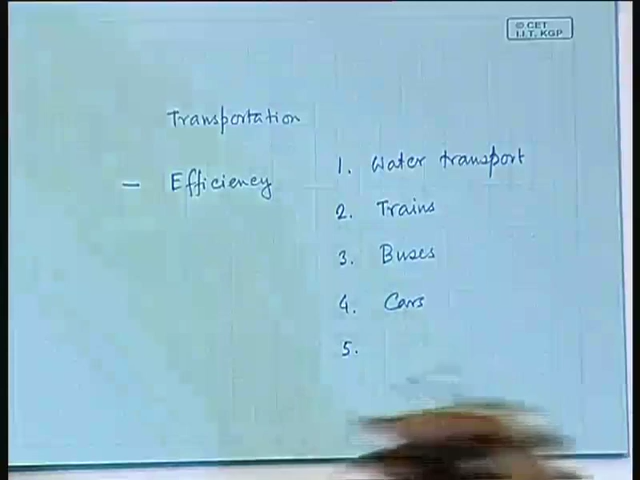 © CET
I.I.T. KGP
Transportation
– Efficiency
1. Water transport
2. Trains
3. Buses
4. Cars
5.